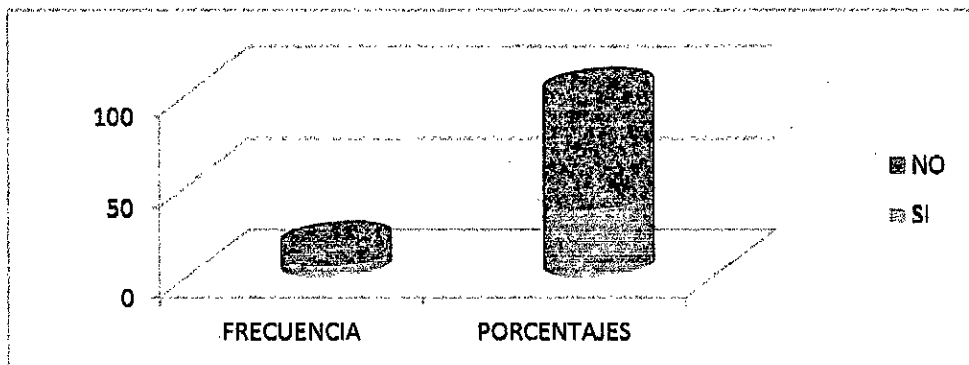 100
50
0
FRECUENCIA
PORCENTAJES
NO
SI